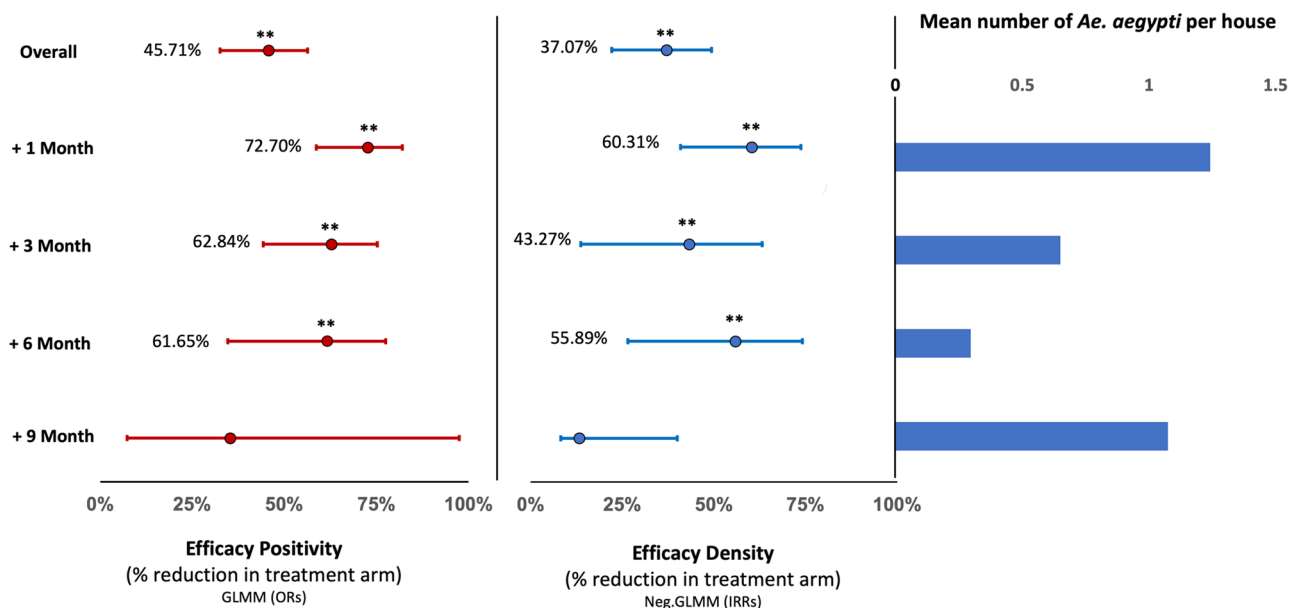 Mean number of Ae. aegypti per house
0 0.5 1 1.5
Overall 45.71% ** 37.07% **
+ 1 Month 72.70% ** 60.31% **
+ 3 Month 62.84% ** 43.27% **
+ 6 Month 61.65% ** 55.89% **
+ 9 Month
0% 25% 50% 75% 100% 0% 25% 50% 75% 100%
Efficacy Positivity
(% reduction in treatment arm)
GLMM (ORs)
Efficacy Density
(% reduction in treatment arm)
Neg.GLMM (IRRs)